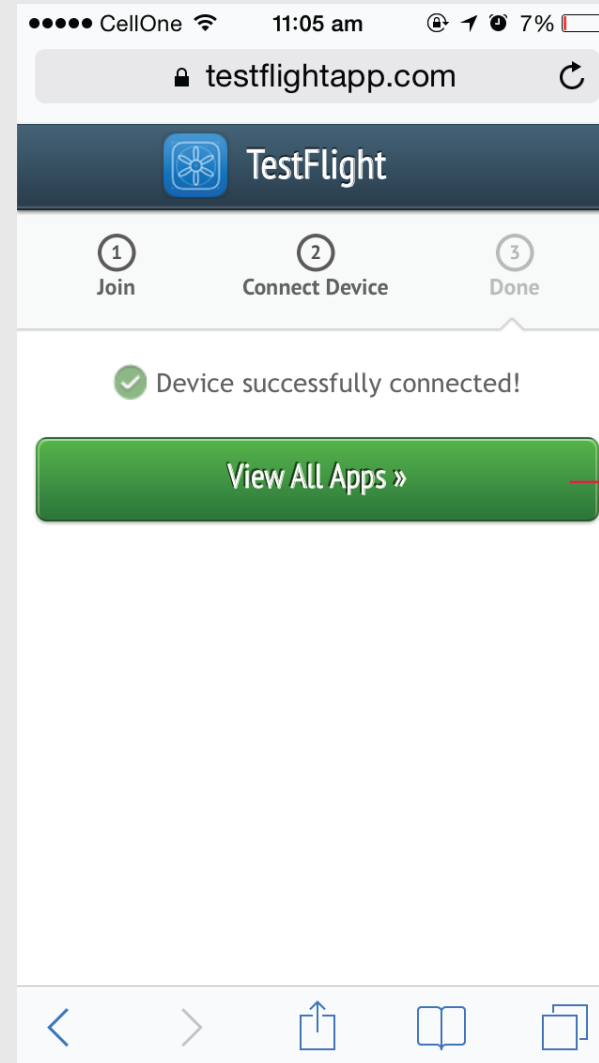 CellOne 11:05 am 7%
testflightapp.com
TestFlight
1 2 3
Join Connect Device Done
Device successfully connected!
View All Apps »